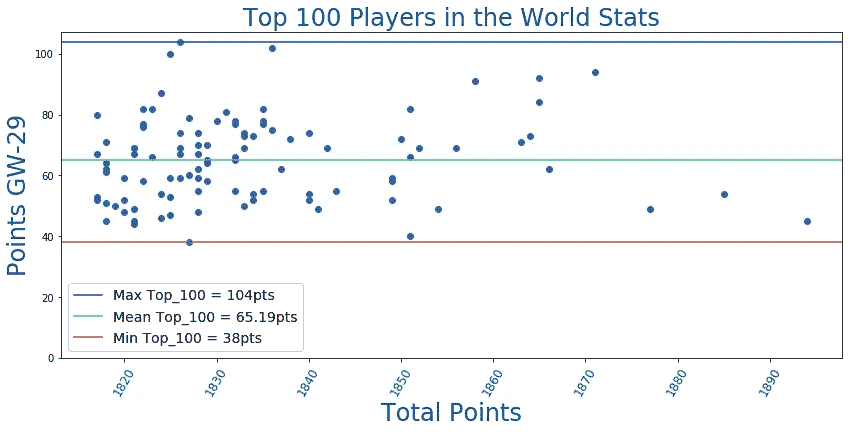 Top 100 Players in the World Stats
Points GW-29
100
80
60
40
20
0
Max Top_100 = 104pts
Mean Top_100 = 65.19pts
Min Top_100 = 38pts
1820
1830
1840
1850
1860
1870
1880
1890
Total Points